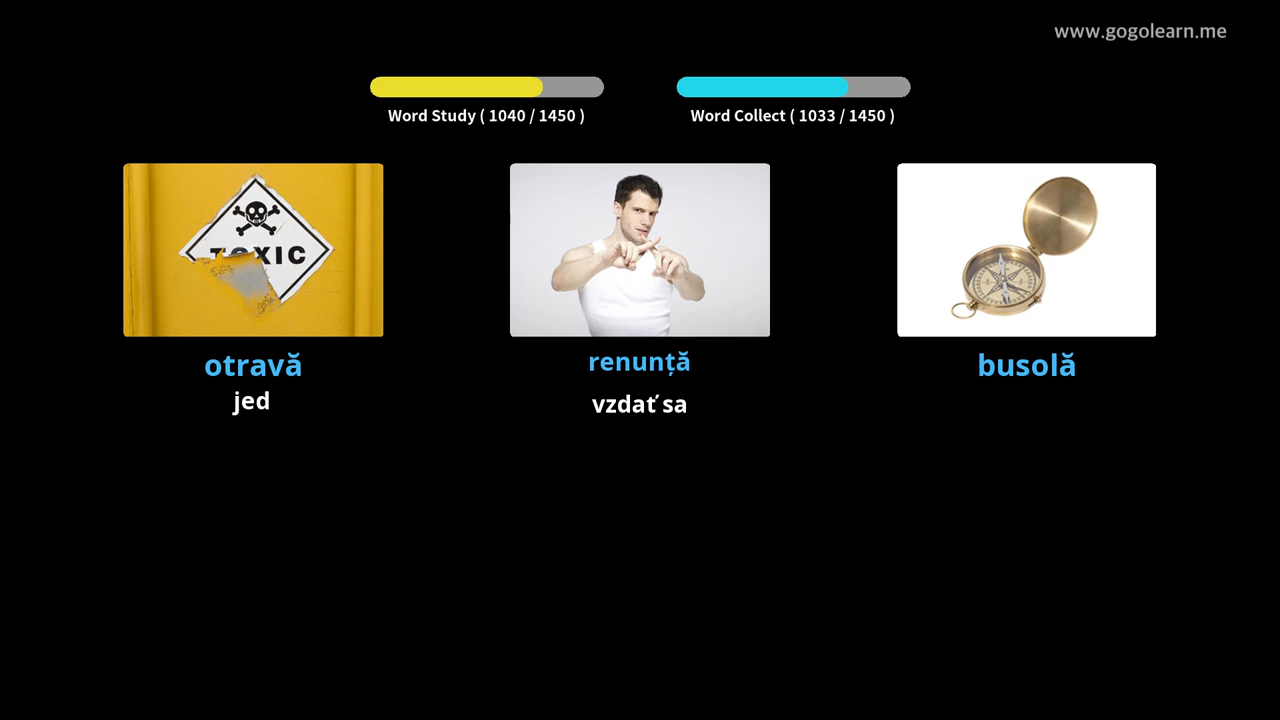 www.gogolearn.me
Word Study ( 1040 / 1450 )
Word Collect ( 1033 / 1450 )
TOXIC
otravă
renunță
busolă
jed
vzdať sa